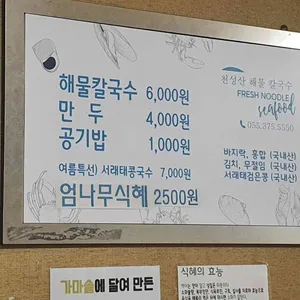 천성산 해물 칼국수
FRESH NOODLE
seafood
055.375.5550
해물칼국수 6,000원
만 두 4,000원
공기밥 1,000원
여름특선) 서래태콩국수 7,000원
엄나무식혜 2500원
바지락, 홍합 (국내산)
김치, 무절임 (국내산)
서래태검은콩 (국내산)
가마솥에 달여 만든
식혜의 효능